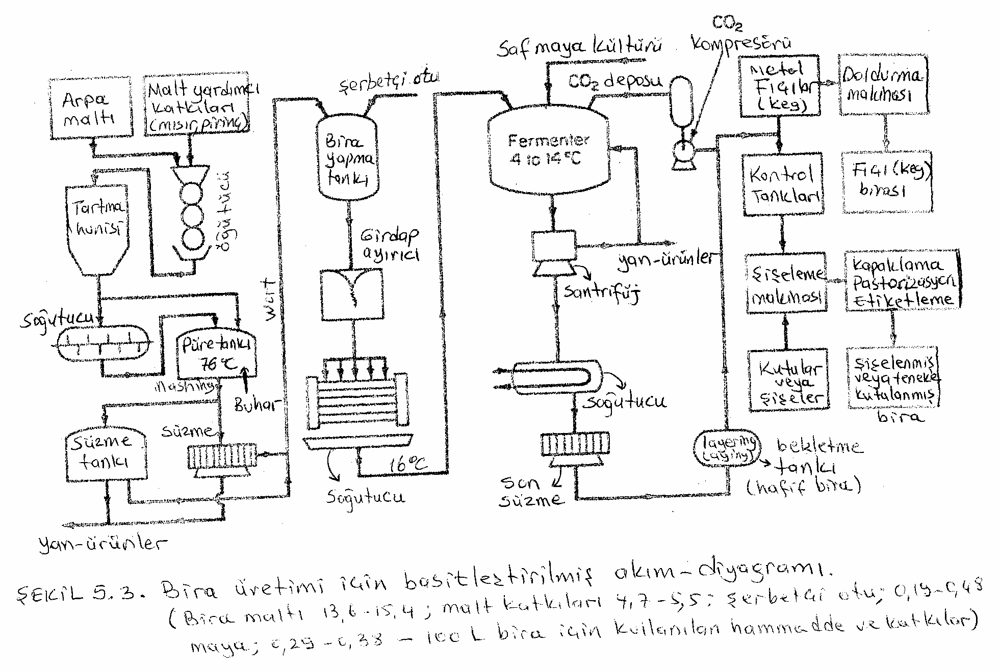 Arpa
maltı
Malt yardımcı
katkıları
(mısır, pirinç)
öğütücü
Tartma
hunisi
Soğutucu
Püre tankı
76°C
mashing
Buhar
Süzme
tankı
süzme
yan-ürünler
wort
şerbetçi otu
Bira
yapma
tankı
Girdap
ayırıcı
16°C
Soğutucu
Saf maya kültürü
CO₂ deposu
CO₂
kompresörü
Fermenter
4 to 14°C
yan-ürünler
Santrifüj
Soğutucu
Son
süzme
lagering
(aging)
bekletme
tankı
(hafif bira)
Metal
Fıçılar
(keg)
Doldurma
makinası
Kontrol
Tankları
Fıçı (keg)
birası
Şişeleme
makinası
Kapaklama
Pastorizasyon
Etiketleme
Kutular
veya
şişeler
Şişelenmiş
veya teneke
kutulanmış
bira
ŞEKİL 5.3. Bira üretimi için basitleştirilmiş akım-diyagramı.
(Bira maltı 13,6-15,4; malt katkıları 4,7-5,5; şerbetçi otu; 0,19-0,48
maya; 0,29-0,38 — 100 L bira için kullanılan hammadde ve katkılar)